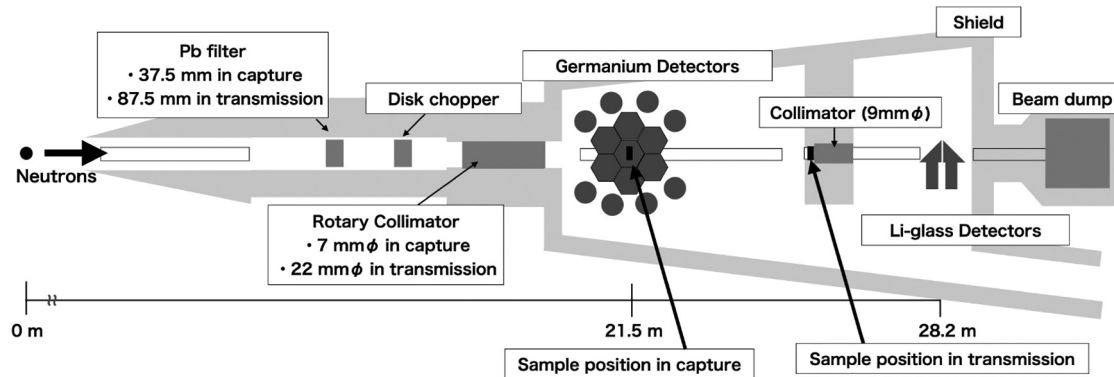 Shield
Pb filter
・37.5 mm in capture
・87.5 mm in transmission
Germanium Detectors
Disk chopper
Beam dump
Collimator (9mmϕ)
Neutrons
Rotary Collimator
・7 mmϕ in capture
・22 mmϕ in transmission
Li-glass Detectors
0 m
21.5 m
28.2 m
Sample position in capture
Sample position in transmission